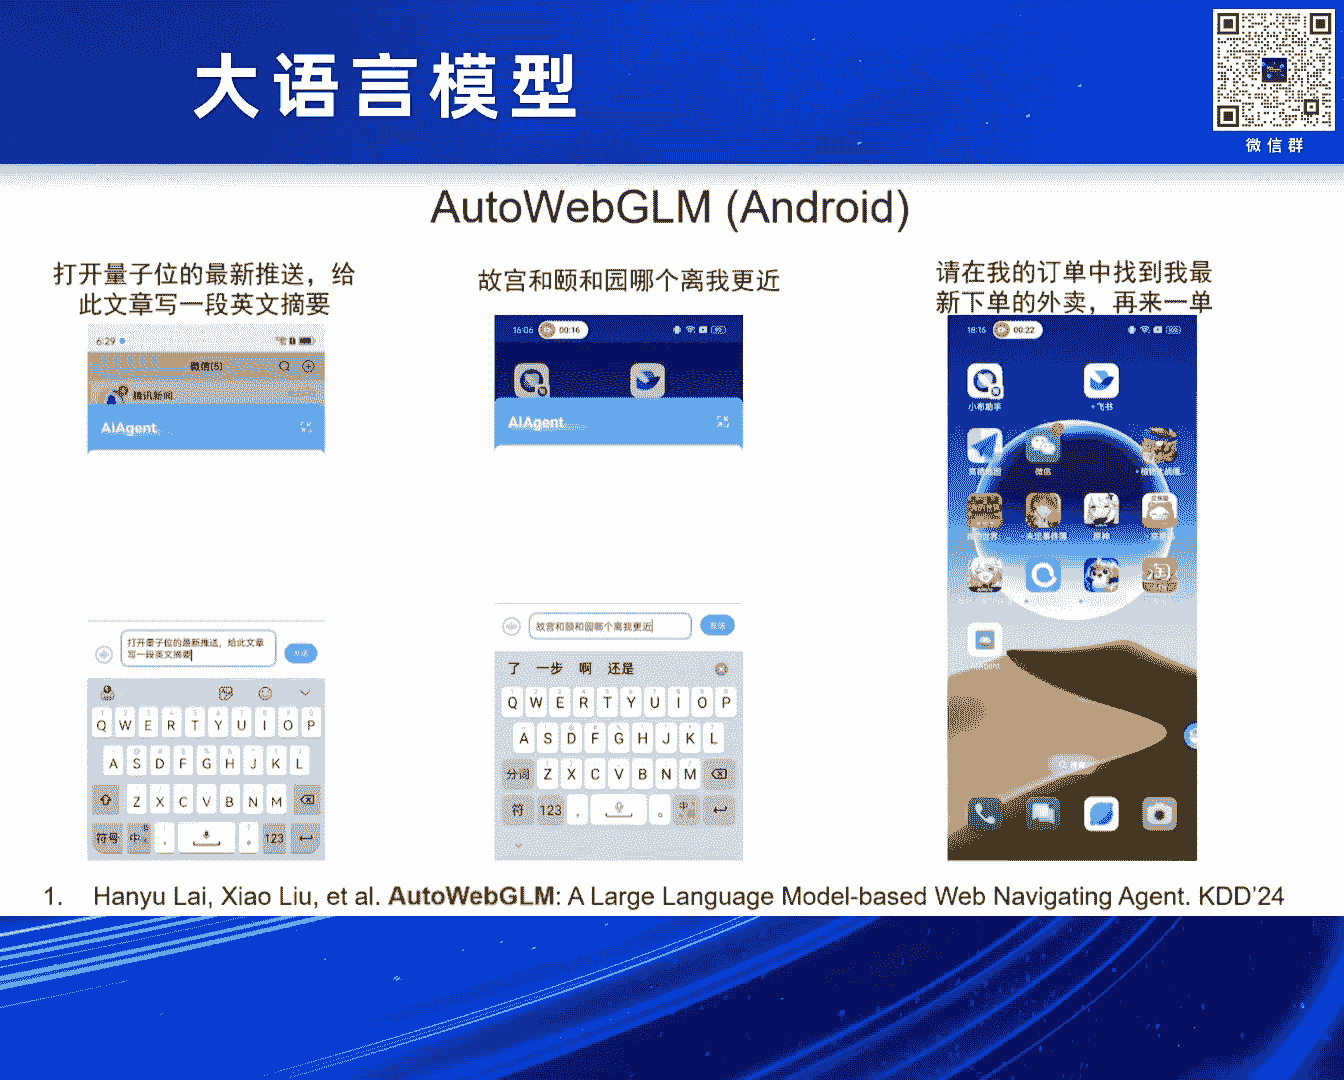 大语言模型
微信群
AutoWebGLM (Android)
打开量子位的最新推送，给
此文章写一段英文摘要
故宫和颐和园哪个离我更近
请在我的订单中找到我最
新下单的外卖，再来一单
6:29
微信(5)
腾讯新闻
AIAgent
打开量子位的最新推送，给此文章
写一段英文摘要
发送
Q W E R T Y U I O P
A S D F G H J K L
Z X C V B N M
符号 中 , 。 123
16:06 00:16
AIAgent
故宫和颐和园哪个离我更近
发送
了 一步 啊 还是
Q W E R T Y U I O P
A S D F G H J K L
分词 Z X C V B N M
符 123 , 。 中
18:16 00:22
小布助手 飞书
微信
原神
淘
AIAgent
1. Hanyu Lai, Xiao Liu, et al. AutoWebGLM: A Large Language Model-based Web Navigating Agent. KDD'24